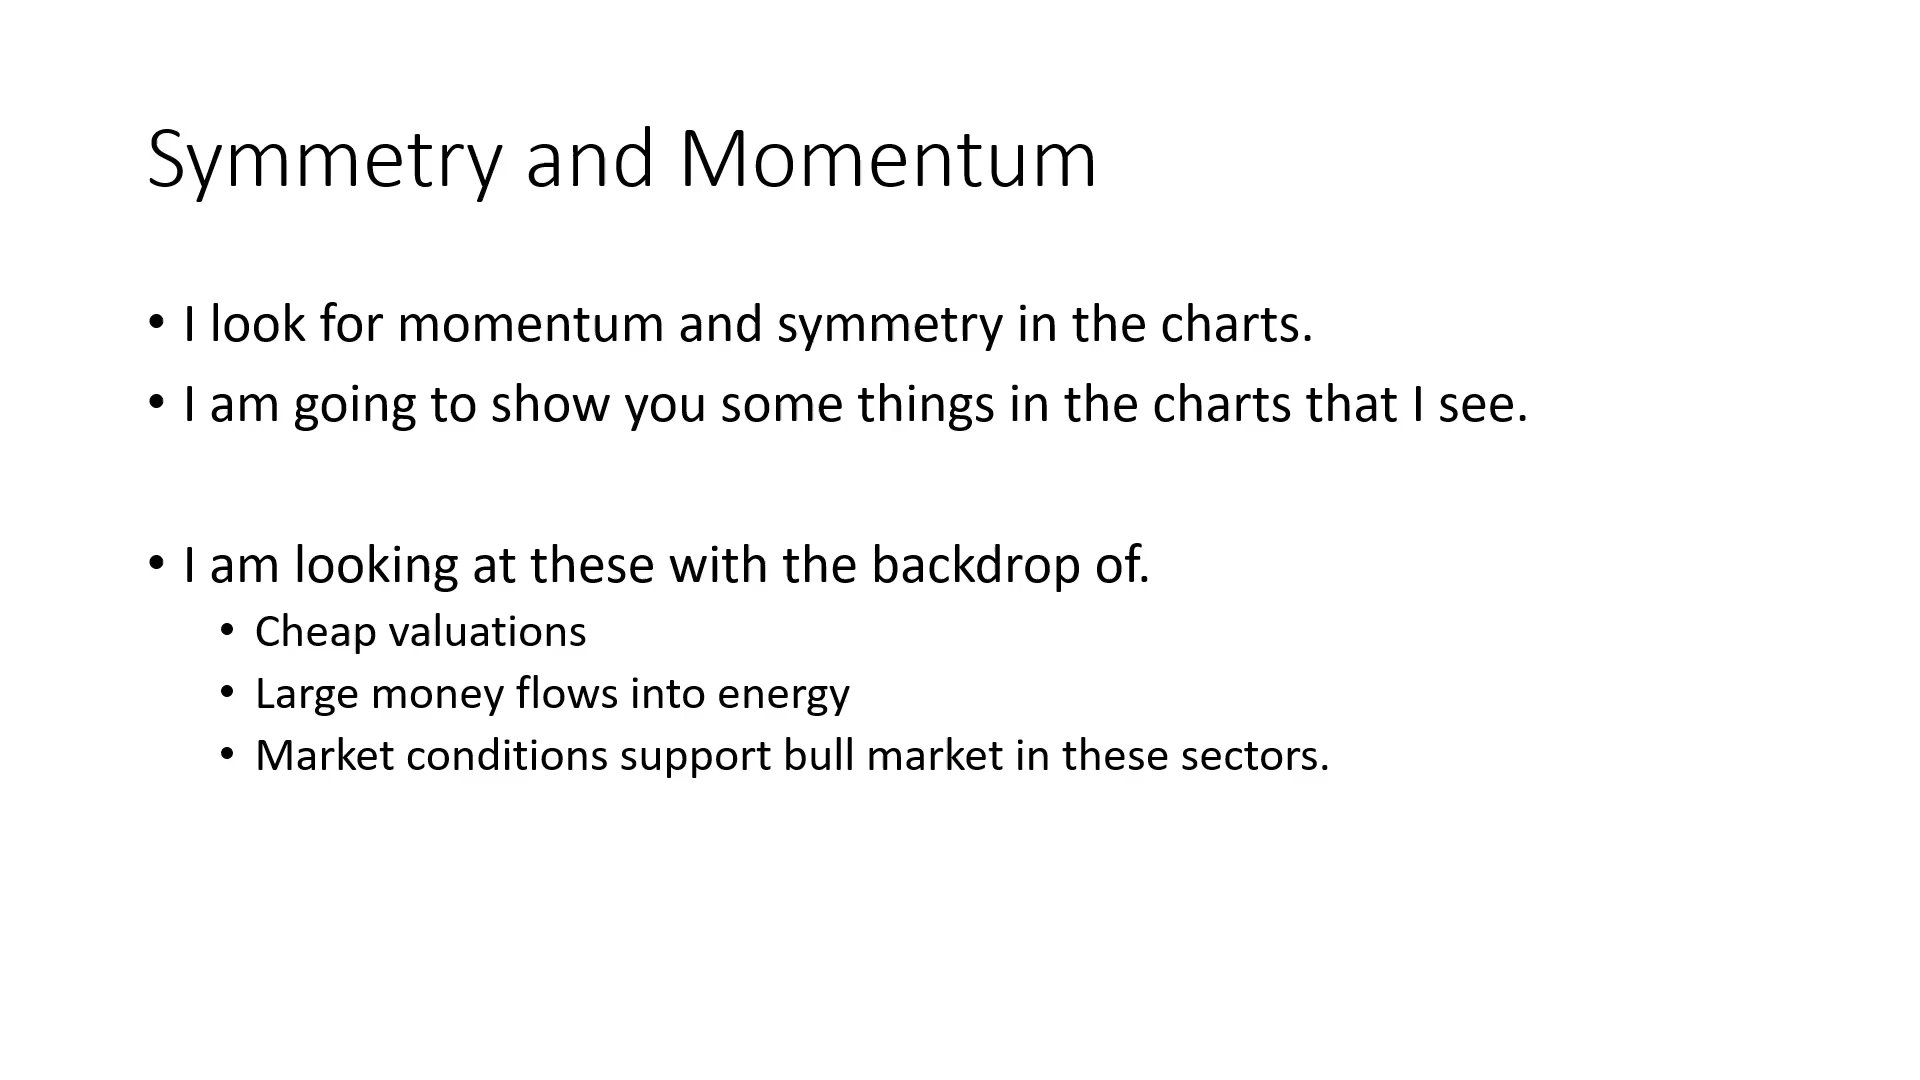 Symmetry and Momentum
• I look for momentum and symmetry in the charts.
• I am going to show you some things in the charts that I see.
• I am looking at these with the backdrop of.
• Cheap valuations
• Large money flows into energy
• Market conditions support bull market in these sectors.